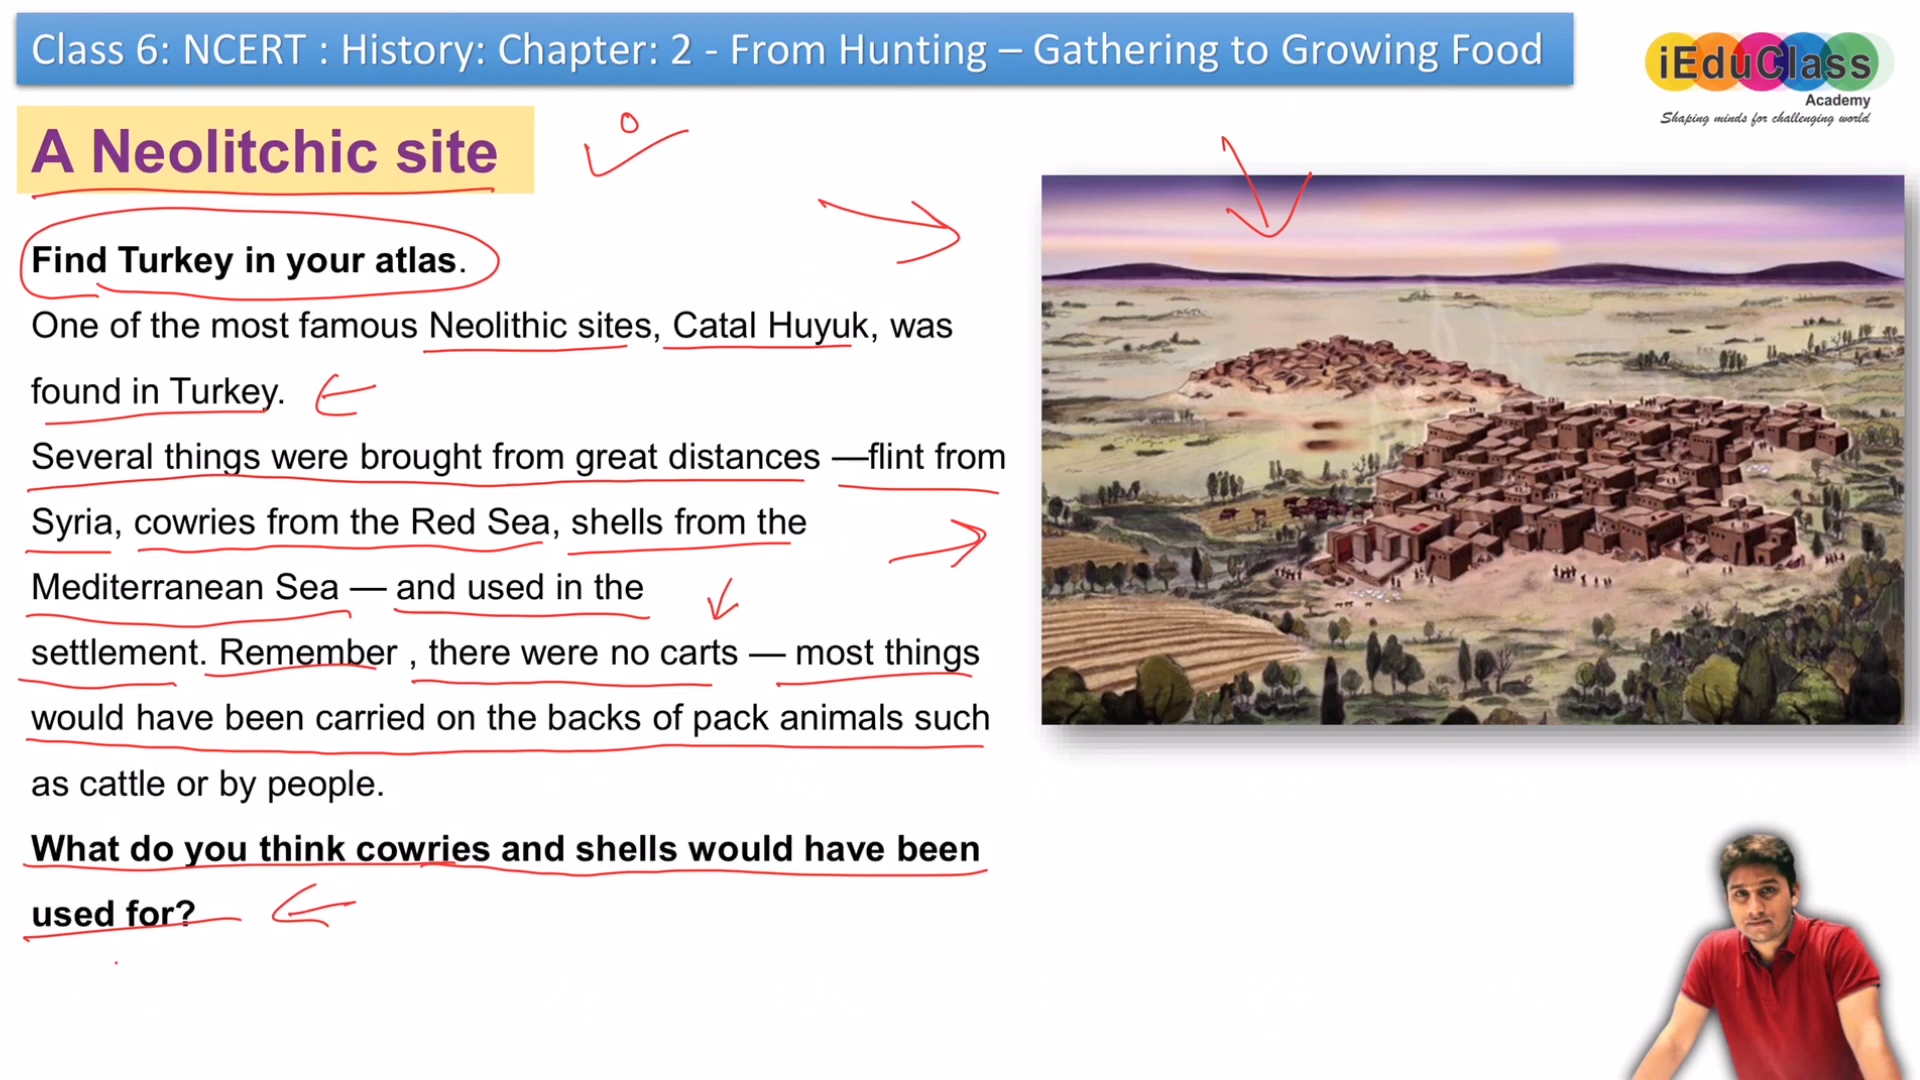 Class 6: NCERT : History: Chapter: 2 - From Hunting – Gathering to Growing Food
iEduClass
Academy
Shaping minds for challenging world
A Neolitchic site
Find Turkey in your atlas.
One of the most famous Neolithic sites, Catal Huyuk, was
found in Turkey.
Several things were brought from great distances —flint from
Syria, cowries from the Red Sea, shells from the
Mediterranean Sea — and used in the
settlement. Remember , there were no carts — most things
would have been carried on the backs of pack animals such
as cattle or by people.
What do you think cowries and shells would have been
used for?